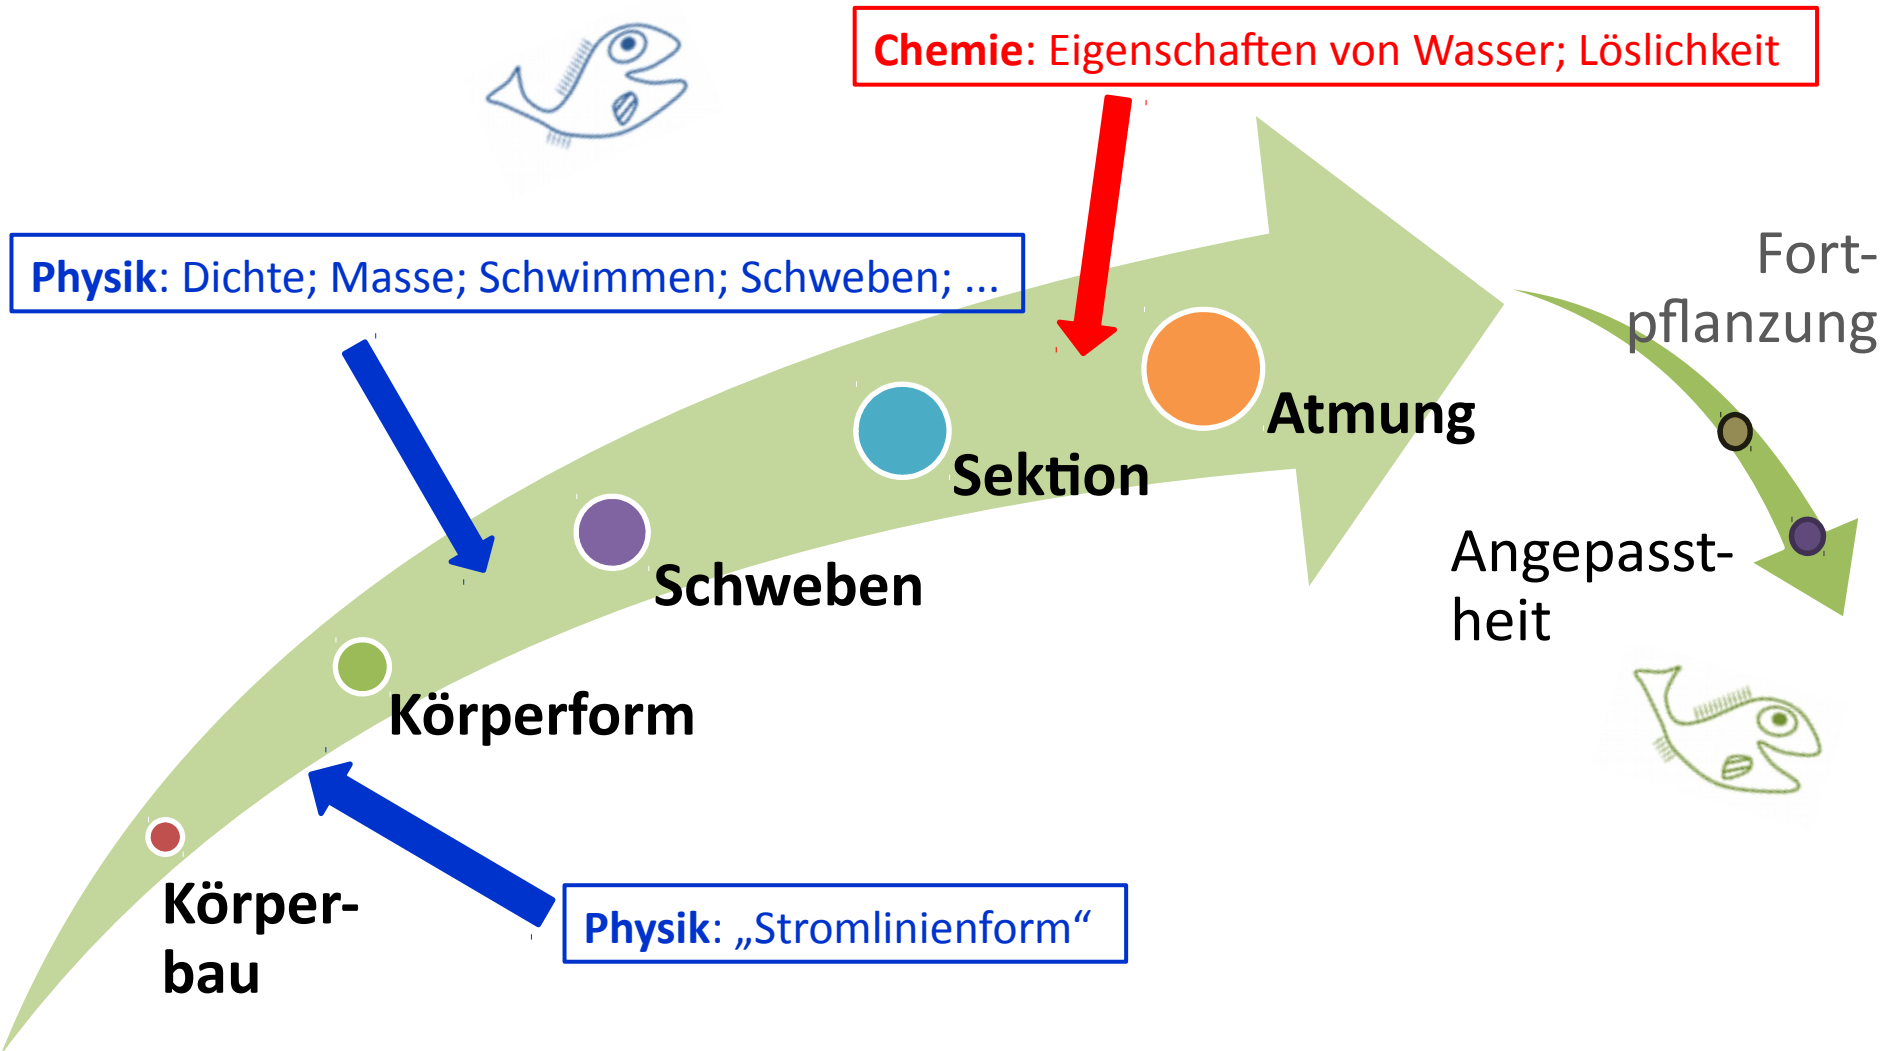 Chemie: Eigenschaften von Wasser; Löslichkeit
Physik: Dichte; Masse; Schwimmen; Schweben; ...
Fort-
pflanzung
Atmung
Sektion
Schweben
Angepasst-
heit
Körperform
Körper-
bau
Physik: „Stromlinienform“